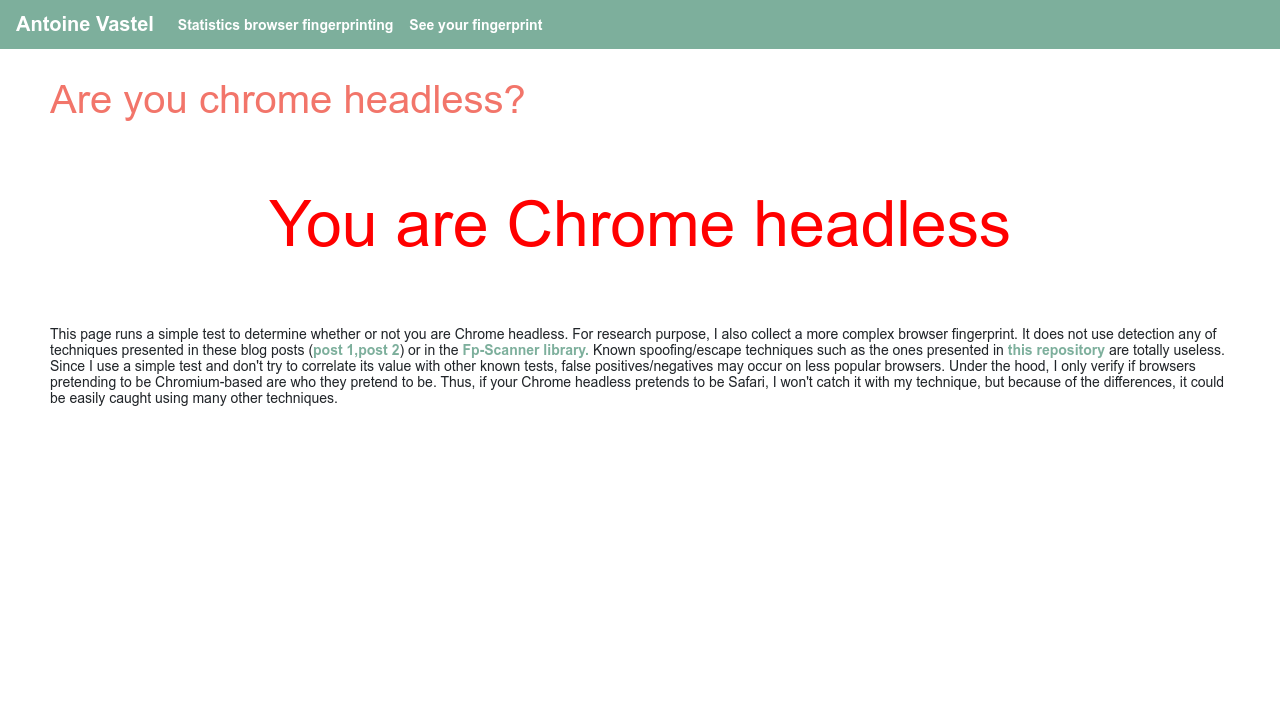 Antoine Vastel Statistics browser fingerprinting See your fingerprint
Are you chrome headless?
You are Chrome headless
This page runs a simple test to determine whether or not you are Chrome headless. For research purpose, I also collect a more complex browser fingerprint. It does not use detection any of
techniques presented in these blog posts (post 1,post 2) or in the Fp-Scanner library. Known spoofing/escape techniques such as the ones presented in this repository are totally useless.
Since I use a simple test and don't try to correlate its value with other known tests, false positives/negatives may occur on less popular browsers. Under the hood, I only verify if browsers
pretending to be Chromium-based are who they pretend to be. Thus, if your Chrome headless pretends to be Safari, I won't catch it with my technique, but because of the differences, it could
be easily caught using many other techniques.